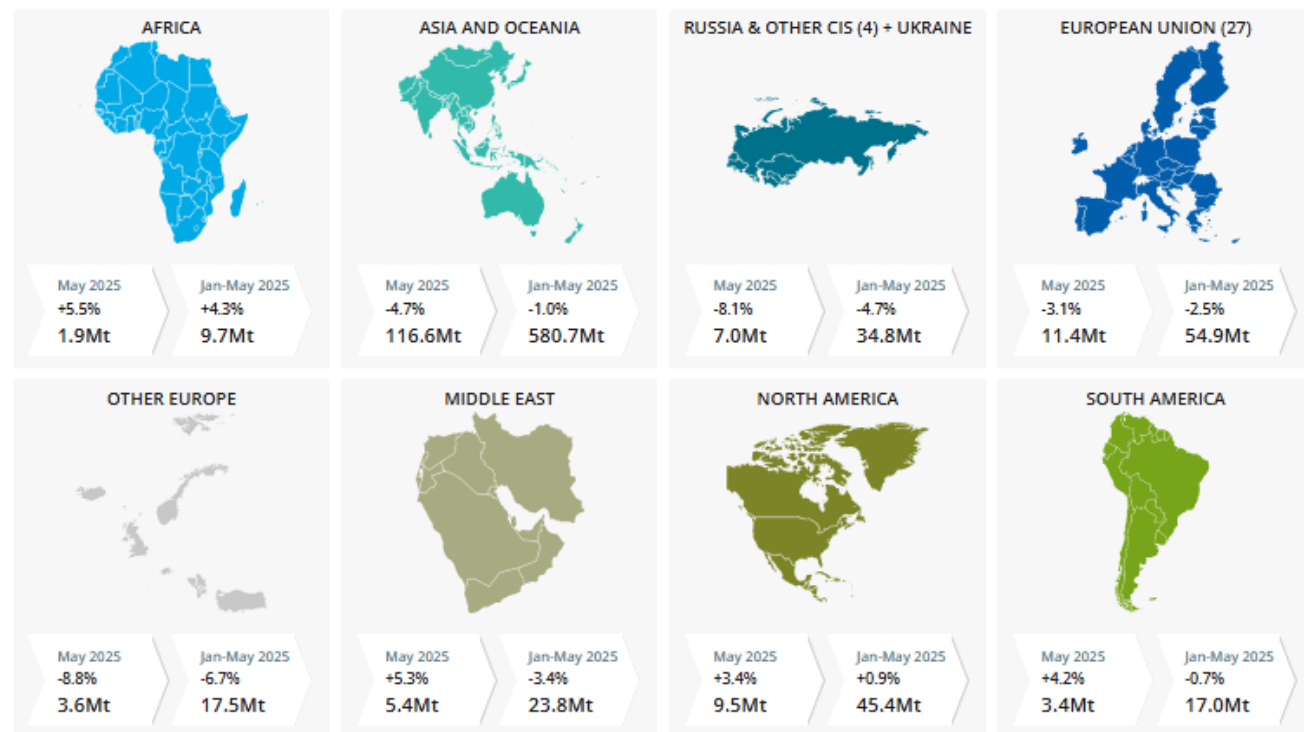 AFRICA
May 2025
+5.5%
1.9Mt
Jan-May 2025
+4.3%
9.7Mt
ASIA AND OCEANIA
May 2025
-4.7%
116.6Mt
Jan-May 2025
-1.0%
580.7Mt
RUSSIA & OTHER CIS (4) + UKRAINE
May 2025
-8.1%
7.0Mt
Jan-May 2025
-4.7%
34.8Mt
EUROPEAN UNION (27)
May 2025
-3.1%
11.4Mt
Jan-May 2025
-2.5%
54.9Mt
OTHER EUROPE
May 2025
-8.8%
3.6Mt
Jan-May 2025
-6.7%
17.5Mt
MIDDLE EAST
May 2025
+5.3%
5.4Mt
Jan-May 2025
-3.4%
23.8Mt
NORTH AMERICA
May 2025
+3.4%
9.5Mt
Jan-May 2025
+0.9%
45.4Mt
SOUTH AMERICA
May 2025
+4.2%
3.4Mt
Jan-May 2025
-0.7%
17.0Mt